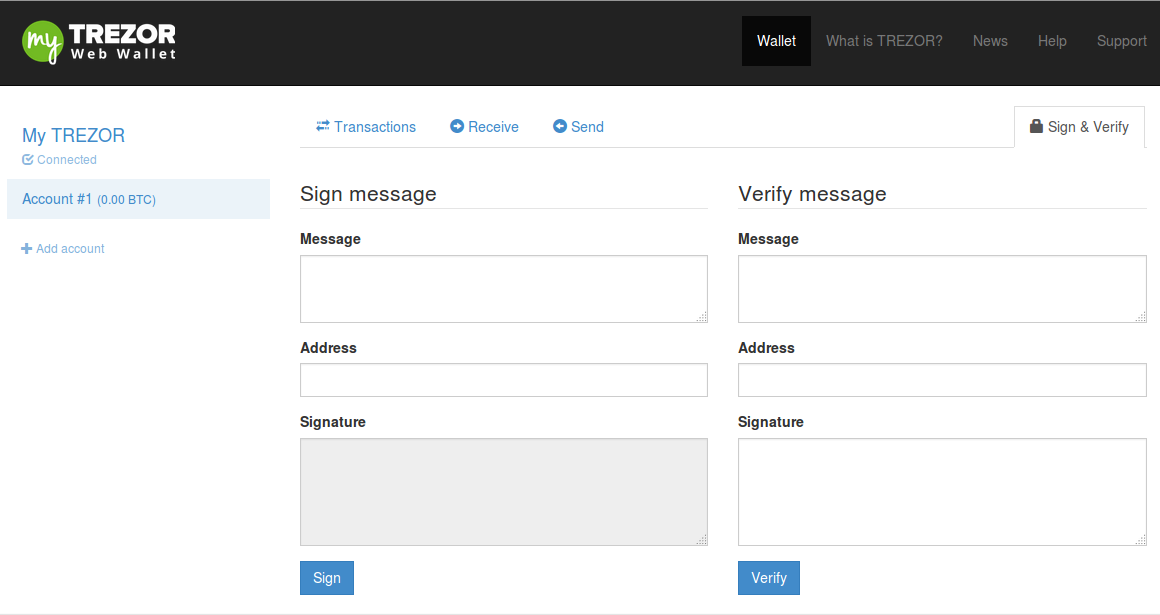 my TREZOR
Web Wallet
Wallet
What is TREZOR?
News
Help
Support
My TREZOR
Connected
Account #1 (0.00 BTC)
Add account
Transactions
Receive
Send
Sign & Verify
Sign message
Message
Address
Signature
Sign
Verify message
Message
Address
Signature
Verify